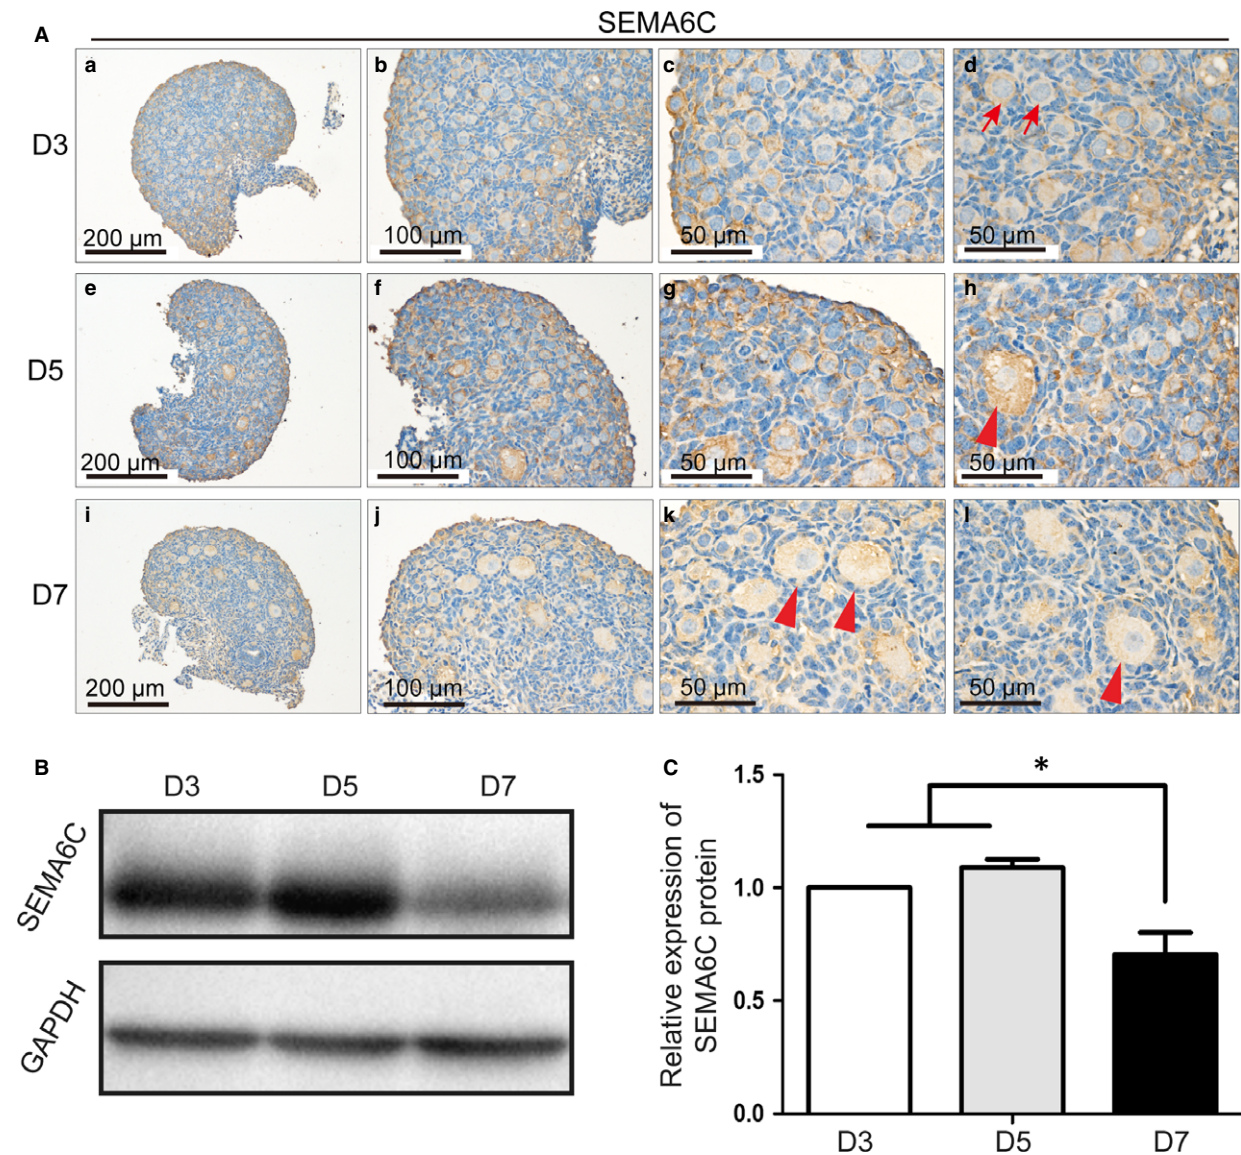 SEMA6C
A
a b c d
D3
200 µm 100 µm 50 µm 50 µm
e f g h
D5
200 µm 100 µm 50 µm 50 µm
i j k l
D7
200 µm 100 µm 50 µm 50 µm
B
D3 D5 D7
SEMA6C
GAPDH
C
Relative expression of
SEMA6C protein
1.5
1.0
0.5
0.0
*
D3 D5 D7